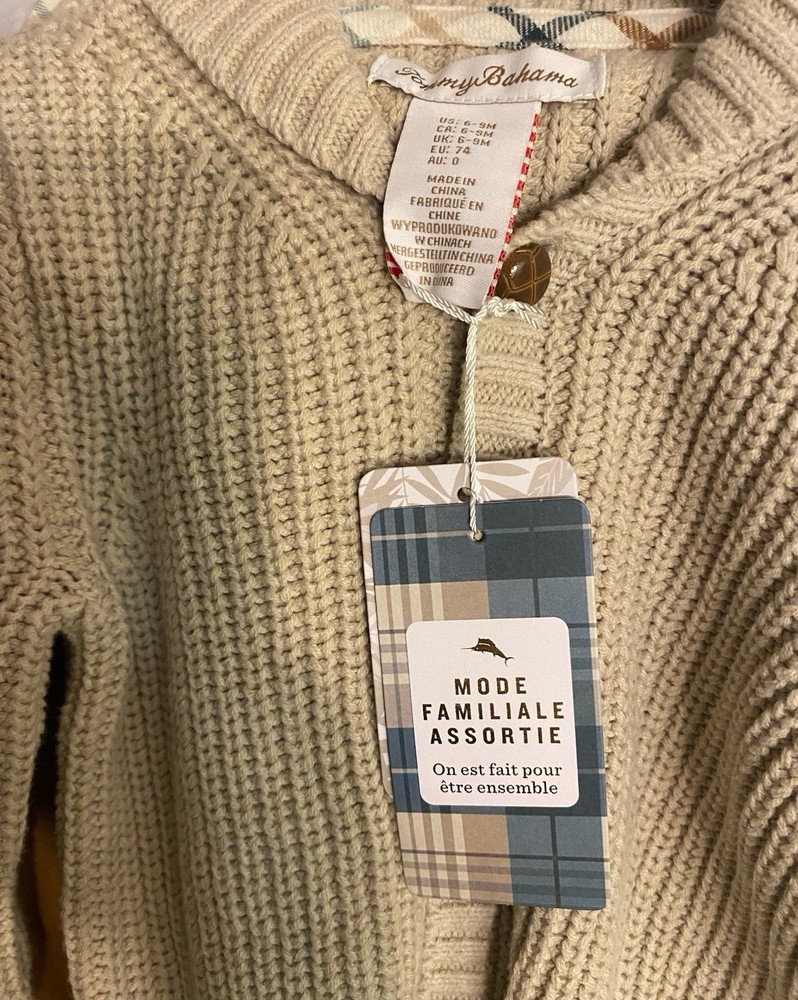 Tommy Bahama
US: 6-9M
CA: 6-9M
UK: 6-9M
EU: 74
AU: 0
MADE IN
CHINA
FABRIQUÉ EN
CHINE
WYPRODUKOWANO
W CHINACH
HERGESTELLT IN CHINA
GEPRODUCEERD
IN CHINA
MODE
FAMILIALE
ASSORTIE
On est fait pour
être ensemble